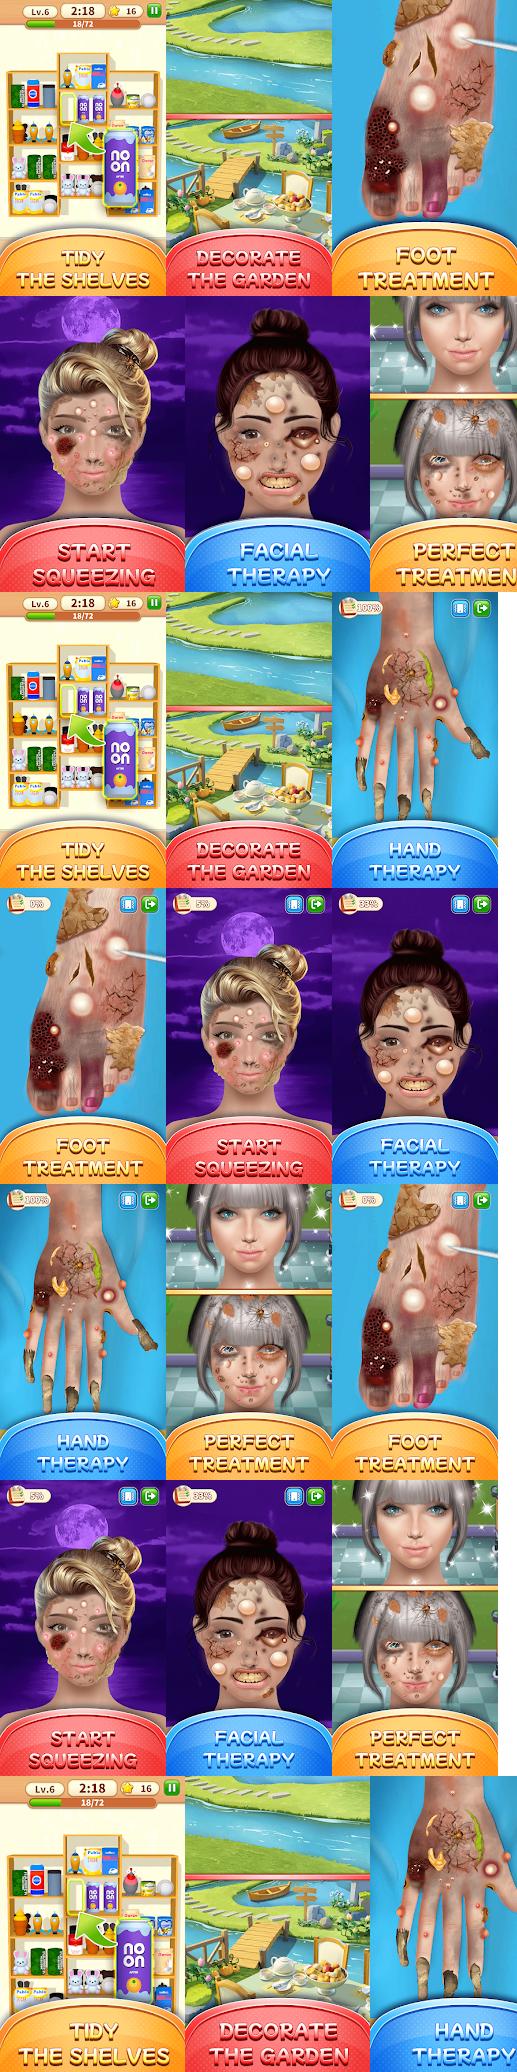 Lv.6 2:18 16
18/72
noon
TIDY
THE SHELVES
DECORATE
THE GARDEN
FOOT
TREATMENT
START
SQUEEZING
FACIAL
THERAPY
PERFECT
TREATMEN
Lv.6 2:18 16
18/72
noon
TIDY
THE SHELVES
DECORATE
THE GARDEN
100%
HAND
THERAPY
0%
FOOT
TREATMENT
5%
START
SQUEEZING
33%
FACIAL
THERAPY
100%
HAND
THERAPY
PERFECT
TREATMENT
0%
FOOT
TREATMENT
5%
START
SQUEEZING
33%
FACIAL
THERAPY
PERFECT
TREATMENT
Lv.6 2:18 16
18/72
noon
TIDY
THE SHELVES
DECORATE
THE GARDEN
HAND
THERAPY